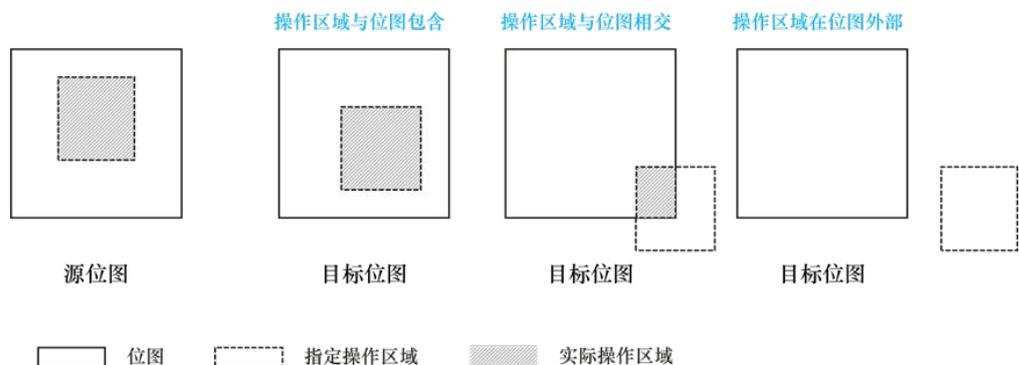 操作区域与位图包含
操作区域与位图相交
操作区域在位图外部
源位图
目标位图
目标位图
目标位图
位图
指定操作区域
实际操作区域